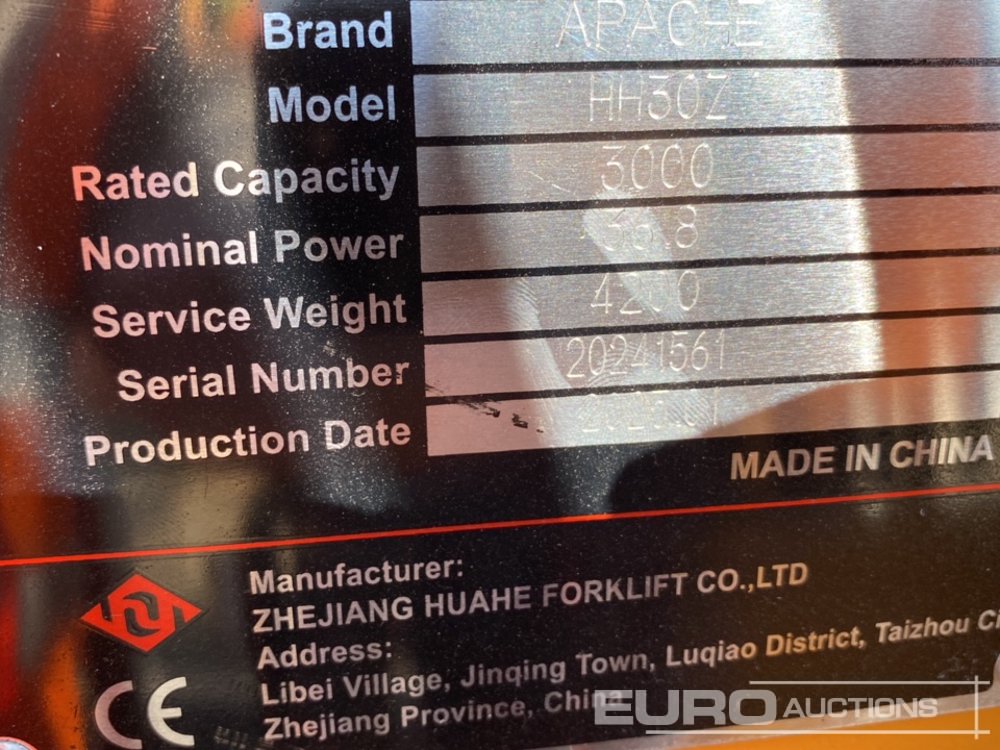 Brand APACHE
Model HH30Z
Rated Capacity 3000
Nominal Power
Service Weight
Serial Number 20241561
Production Date
MADE IN CHINA
Manufacturer:
ZHEJIANG HUAHE FORKLIFT CO.,LTD
Address:
Libei Village, Jinqing Town, Luqiao District, Taizhou
Zhejiang Province, China
CE
EURO AUCTIONS